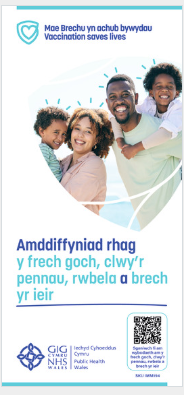 Mae Brechu yn achub bywydau
Vaccination saves lives
Amddiffyniad rhag
y frech goch, clwy'r
pennau, rwbela a brech
yr ieir
GIG
CYMRU
NHS
WALES
Iechyd Cyhoeddus
Cymru
Public Health
Wales